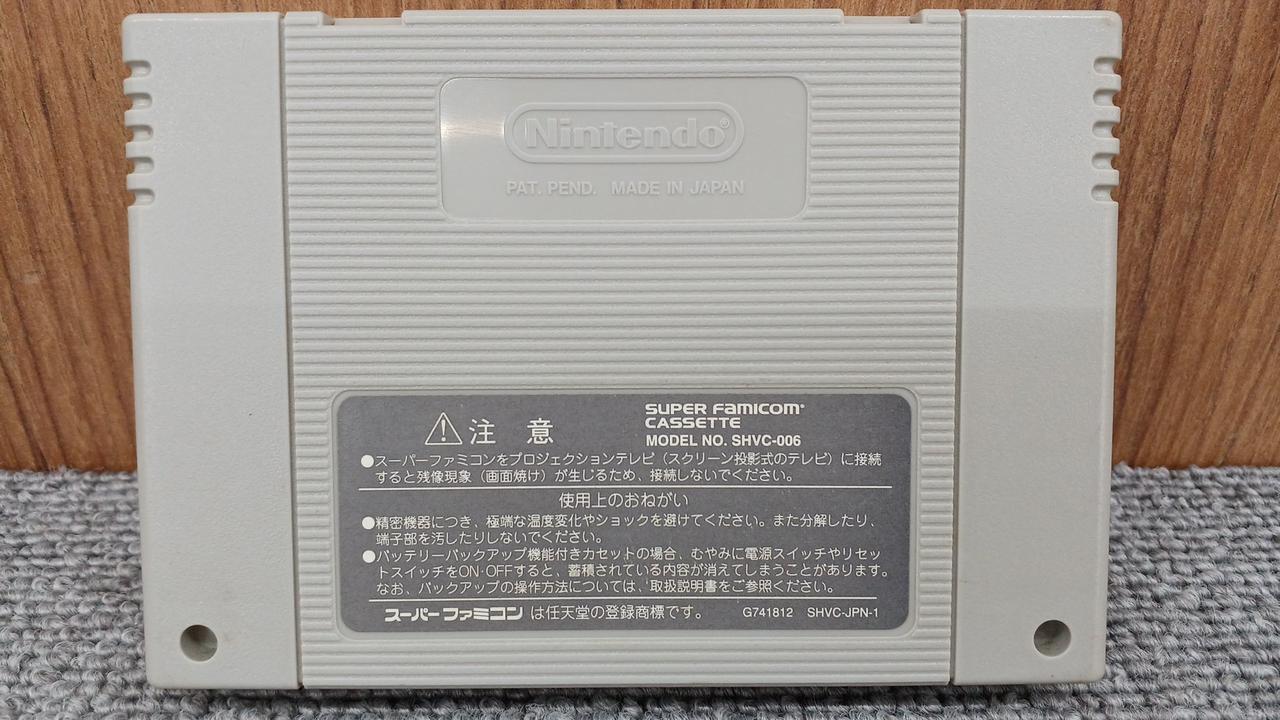 Nintendo®
PAT. PEND. MADE IN JAPAN
注 意
SUPER FAMICOM®
CASSETTE
MODEL NO. SHVC-006
●スーパーファミコンをプロジェクションテレビ(スクリーン投影式のテレビ)に接続
すると残像現象(画面焼け)が生じるため、接続しないでください。
使用上のおねがい
●精密機器につき、極端な温度変化やショックを避けてください。また分解したり、
端子部を汚したりしないでください。
●バッテリーバックアップ機能付きカセットの場合、むやみに電源スイッチやリセッ
トスイッチをON・OFFすると、蓄積されている内容が消えてしまうことがあります。
なお、バックアップの操作方法については、取扱説明書をご参照ください。
スーパーファミコン は任天堂の登録商標です。 G741812 SHVC-JPN-1